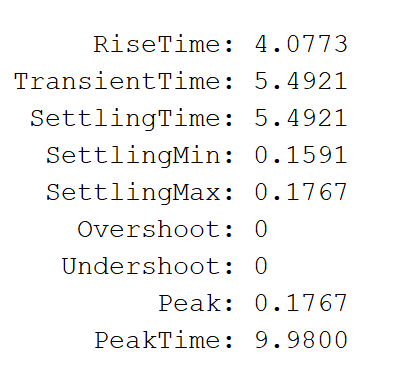 RiseTime: 4.0773
TransientTime: 5.4921
SettlingTime: 5.4921
SettlingMin: 0.1591
SettlingMax: 0.1767
Overshoot: 0
Undershoot: 0
Peak: 0.1767
PeakTime: 9.9800